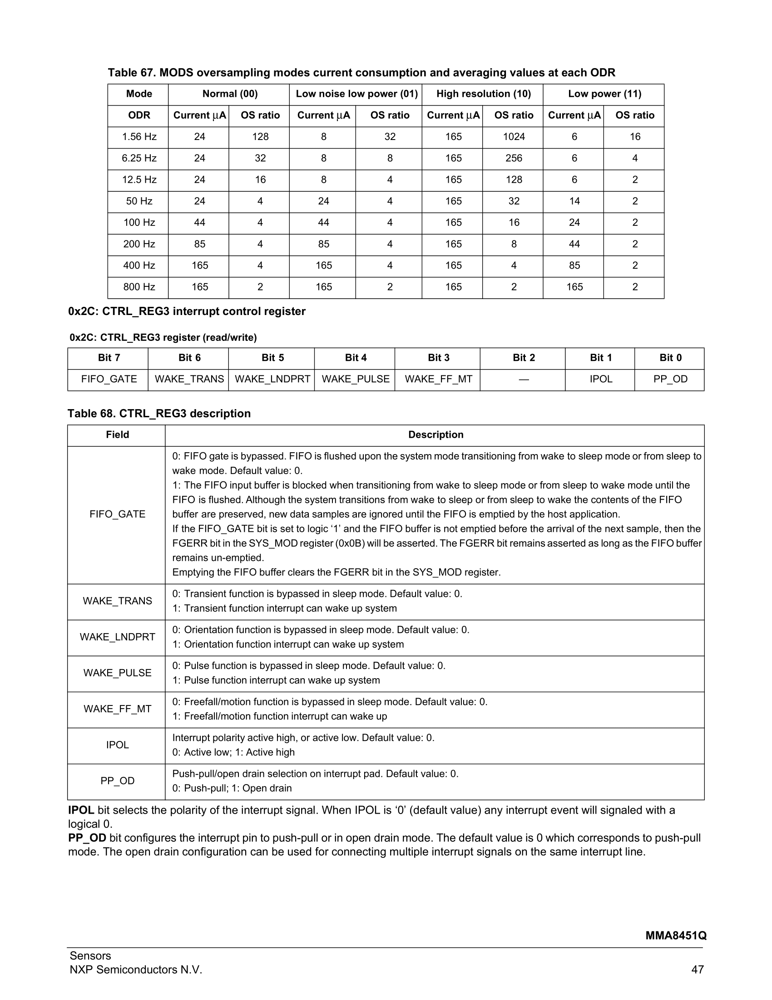 Table 67. MODS oversampling modes current consumption and averaging values at each ODR
Mode Normal (00) Low noise low power (01) High resolution (10) Low power (11)
ODR Current μA OS ratio Current μA OS ratio Current μA OS ratio Current μA OS ratio
1.56 Hz 24 128 8 32 165 1024 6 16
6.25 Hz 24 32 8 8 165 256 6 4
12.5 Hz 24 16 8 4 165 128 6 2
50 Hz 24 4 24 4 165 32 14 2
100 Hz 44 4 44 4 165 16 24 2
200 Hz 85 4 85 4 165 8 44 2
400 Hz 165 4 165 4 165 4 85 2
800 Hz 165 2 165 2 165 2 165 2
0x2C: CTRL_REG3 interrupt control register
0x2C: CTRL_REG3 register (read/write)
Bit 7 Bit 6 Bit 5 Bit 4 Bit 3 Bit 2 Bit 1 Bit 0
FIFO_GATE WAKE_TRANS WAKE_LNDPRT WAKE_PULSE WAKE_FF_MT — IPOL PP_OD
Table 68. CTRL_REG3 description
Field Description
FIFO_GATE
0: FIFO gate is bypassed. FIFO is flushed upon the system mode transitioning from wake to sleep mode or from sleep to
wake mode. Default value: 0.
1: The FIFO input buffer is blocked when transitioning from wake to sleep mode or from sleep to wake mode until the
FIFO is flushed. Although the system transitions from wake to sleep or from sleep to wake the contents of the FIFO
buffer are preserved, new data samples are ignored until the FIFO is emptied by the host application.
If the FIFO_GATE bit is set to logic ‘1’ and the FIFO buffer is not emptied before the arrival of the next sample, then the
FGERR bit in the SYS_MOD register (0x0B) will be asserted. The FGERR bit remains asserted as long as the FIFO buffer
remains un-emptied.
Emptying the FIFO buffer clears the FGERR bit in the SYS_MOD register.
WAKE_TRANS
0: Transient function is bypassed in sleep mode. Default value: 0.
1: Transient function interrupt can wake up system
WAKE_LNDPRT
0: Orientation function is bypassed in sleep mode. Default value: 0.
1: Orientation function interrupt can wake up system
WAKE_PULSE
0: Pulse function is bypassed in sleep mode. Default value: 0.
1: Pulse function interrupt can wake up system
WAKE_FF_MT
0: Freefall/motion function is bypassed in sleep mode. Default value: 0.
1: Freefall/motion function interrupt can wake up
IPOL
Interrupt polarity active high, or active low. Default value: 0.
0: Active low; 1: Active high
PP_OD
Push-pull/open drain selection on interrupt pad. Default value: 0.
0: Push-pull; 1: Open drain
IPOL bit selects the polarity of the interrupt signal. When IPOL is ‘0’ (default value) any interrupt event will signaled with a
logical 0.
PP_OD bit configures the interrupt pin to push-pull or in open drain mode. The default value is 0 which corresponds to push-pull
mode. The open drain configuration can be used for connecting multiple interrupt signals on the same interrupt line.
MMA8451Q
Sensors
NXP Semiconductors N.V. 47